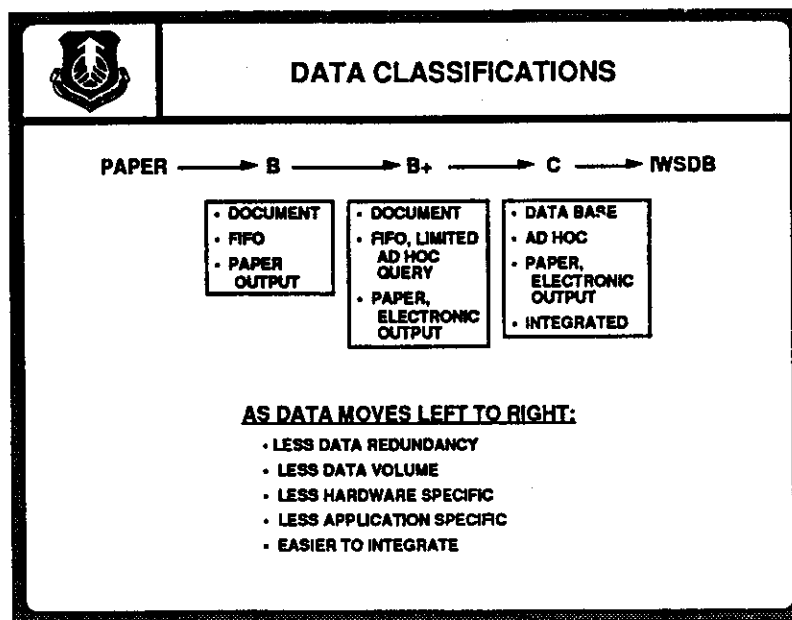 DATA CLASSIFICATIONS
PAPER B B+ C IWSDB
• DOCUMENT
• FIFO
• PAPER
OUTPUT
• DOCUMENT
• FIFO, LIMITED
AD HOC
QUERY
• PAPER,
ELECTRONIC
OUTPUT
• DATA BASE
• AD HOC
• PAPER,
ELECTRONIC
OUTPUT
• INTEGRATED
AS DATA MOVES LEFT TO RIGHT:
• LESS DATA REDUNDANCY
• LESS DATA VOLUME
• LESS HARDWARE SPECIFIC
• LESS APPLICATION SPECIFIC
• EASIER TO INTEGRATE